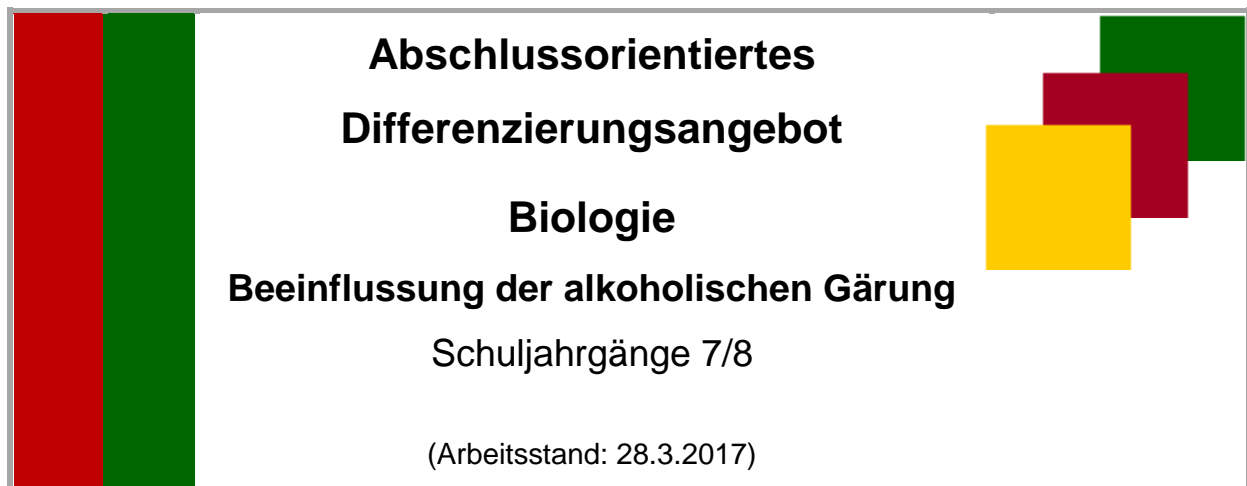 Abschlussorientiertes
Differenzierungsangebot
Biologie
Beeinflussung der alkoholischen Gärung
Schuljahrgänge 7/8
(Arbeitsstand: 28.3.2017)